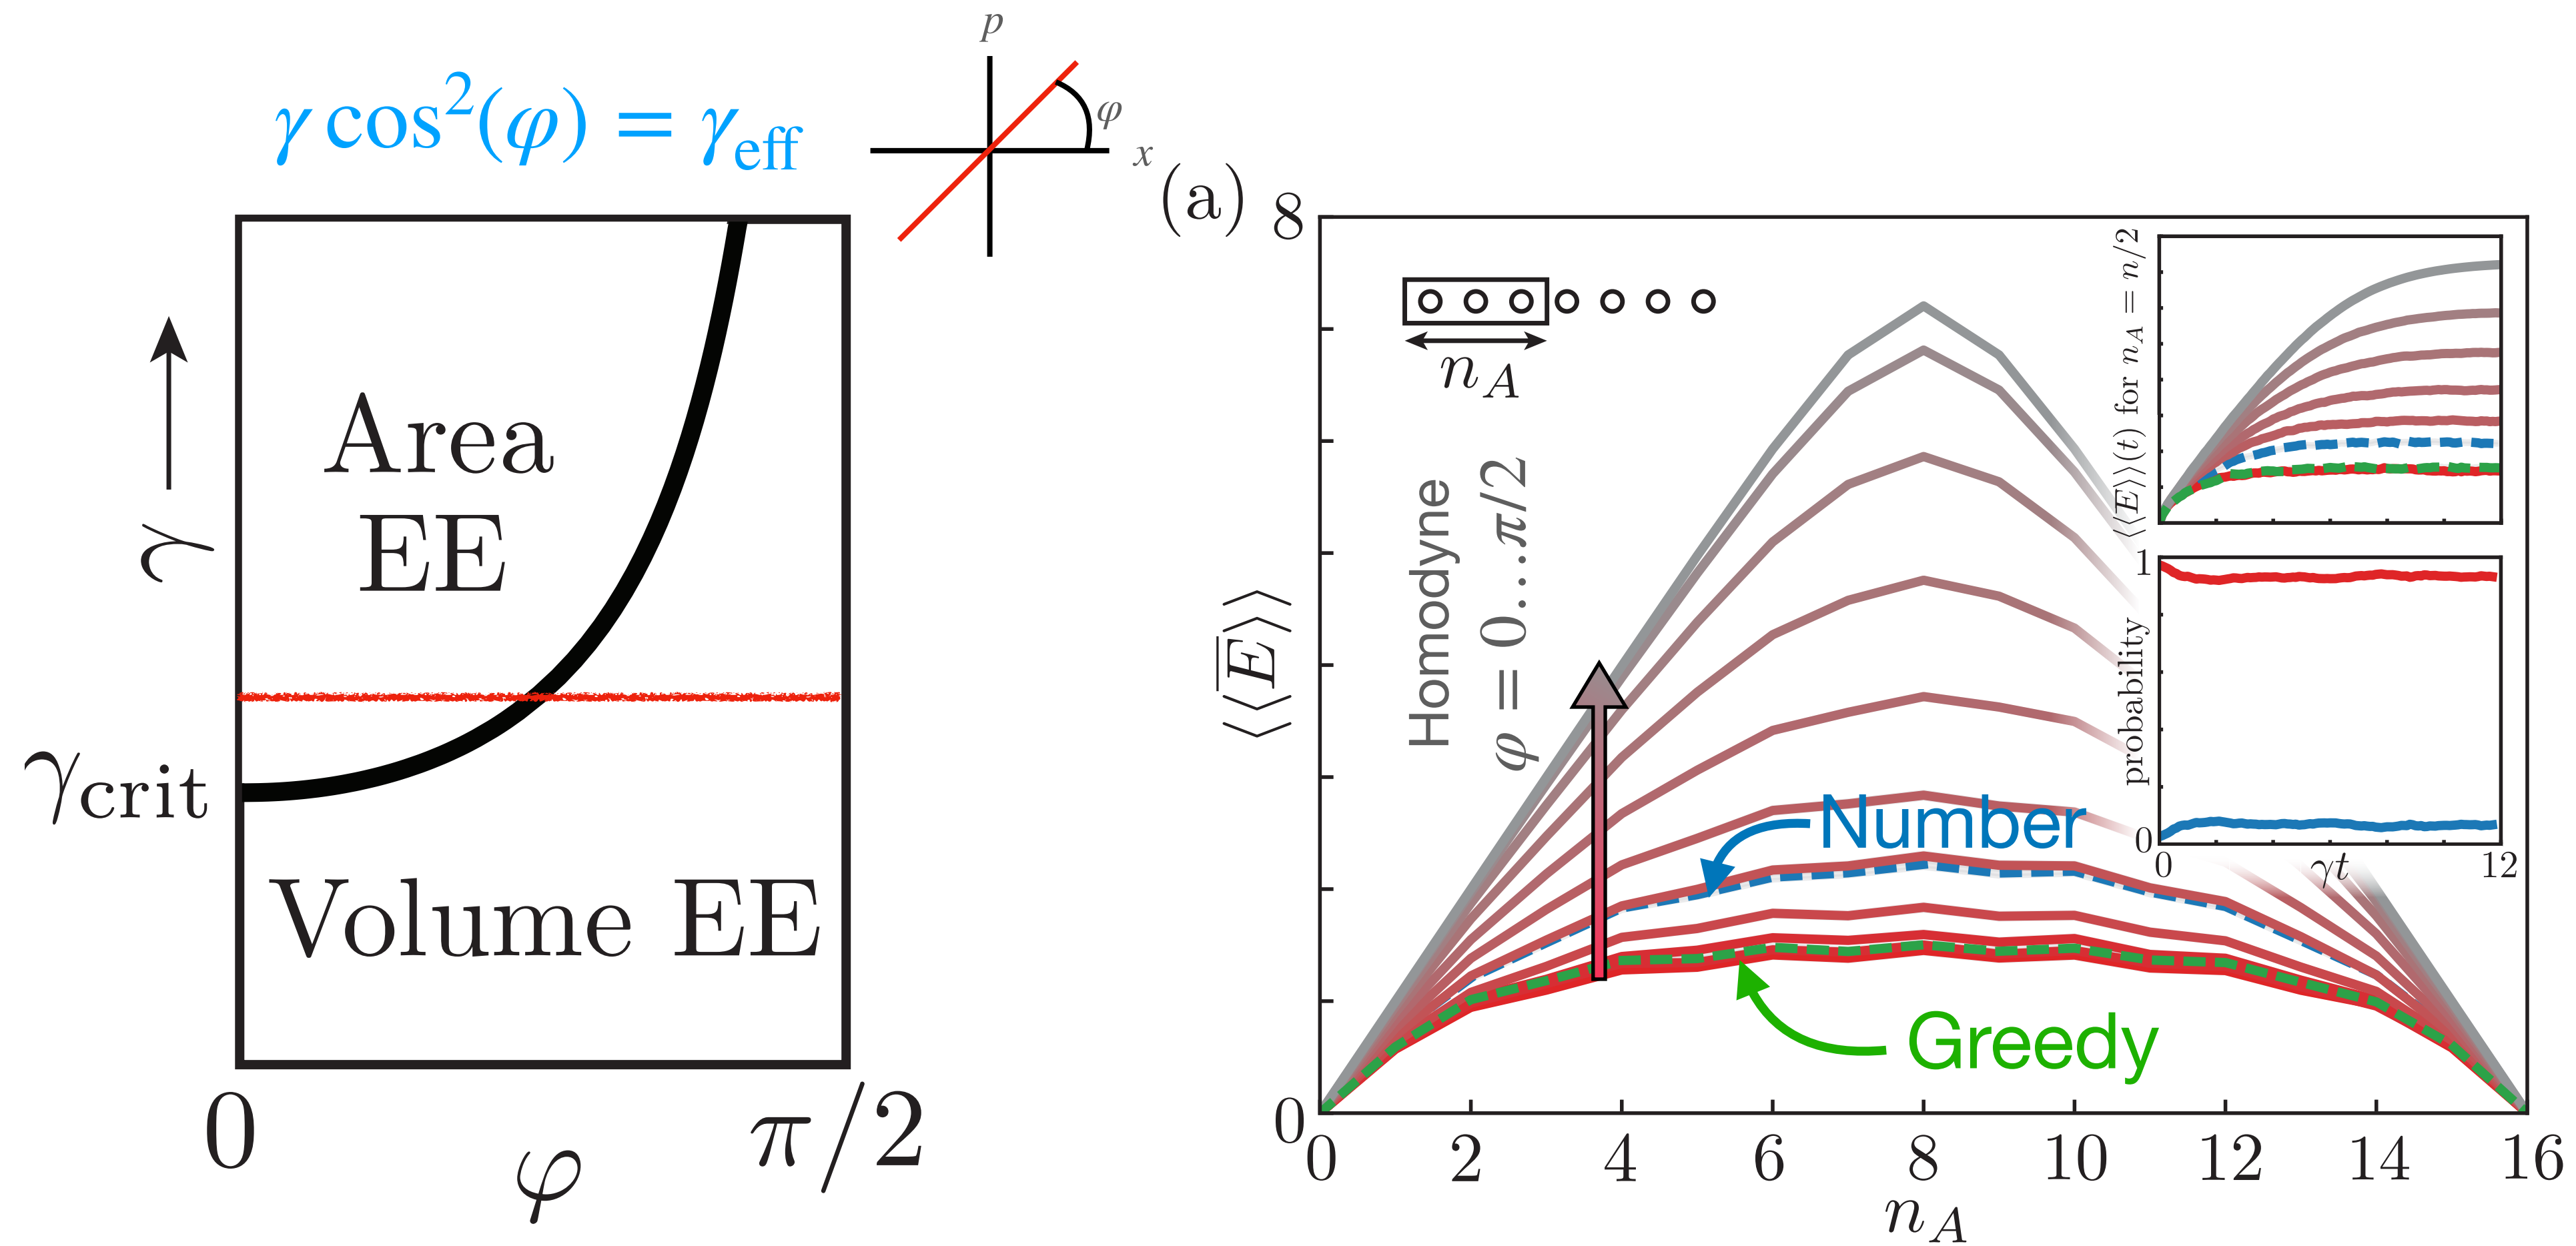 γ cos²(φ) = γ_eff
p
φ
x
γ
Area
EE
γ_crit
Volume EE
0
π/2
φ
(a)
8
⟨⟨E̅⟩⟩
0
n_A
Homodyne
φ = 0…π/2
Number
Greedy
0 2 4 6 8 10 12 14 16
n_A
⟨⟨E̅⟩⟩(t) for n_A = n/2
1
probability
0
0 γt 12